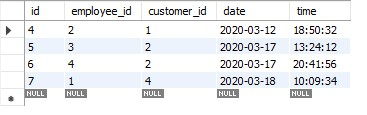 id employee_id customer_id date time
4 2 1 2020-03-12 18:50:32
5 3 2 2020-03-17 13:24:12
6 4 2 2020-03-17 20:41:56
7 1 4 2020-03-18 10:09:34
NULL NULL NULL NULL NULL